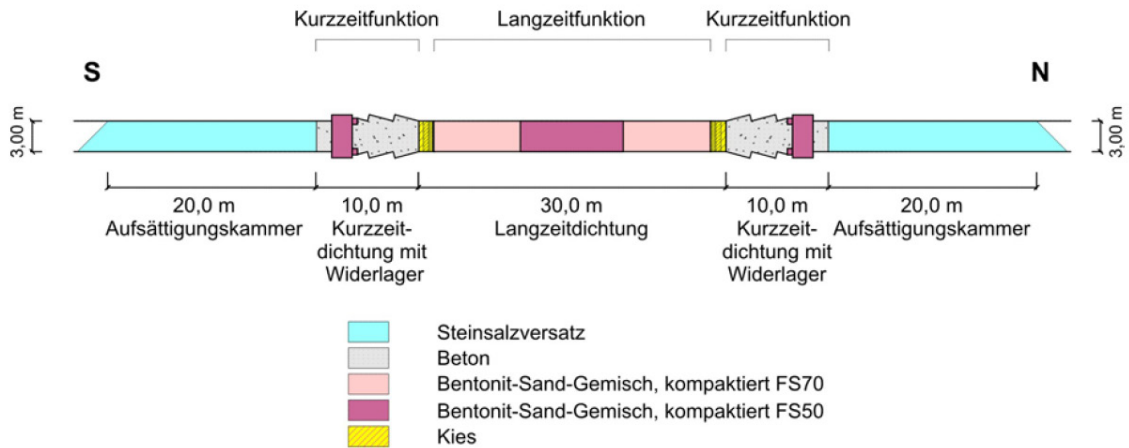 Kurzzeitfunktion Langzeitfunktion Kurzzeitfunktion
S N
3,00 m 3,00 m
20,0 m 10,0 m 30,0 m 10,0 m 20,0 m
Aufsättigungskammer Kurzzeit- Langzeitdichtung Kurzzeit- Aufsättigungskammer
dichtung mit dichtung mit
Widerlager Widerlager
Steinsalzversatz
Beton
Bentonit-Sand-Gemisch, kompaktiert FS70
Bentonit-Sand-Gemisch, kompaktiert FS50
Kies